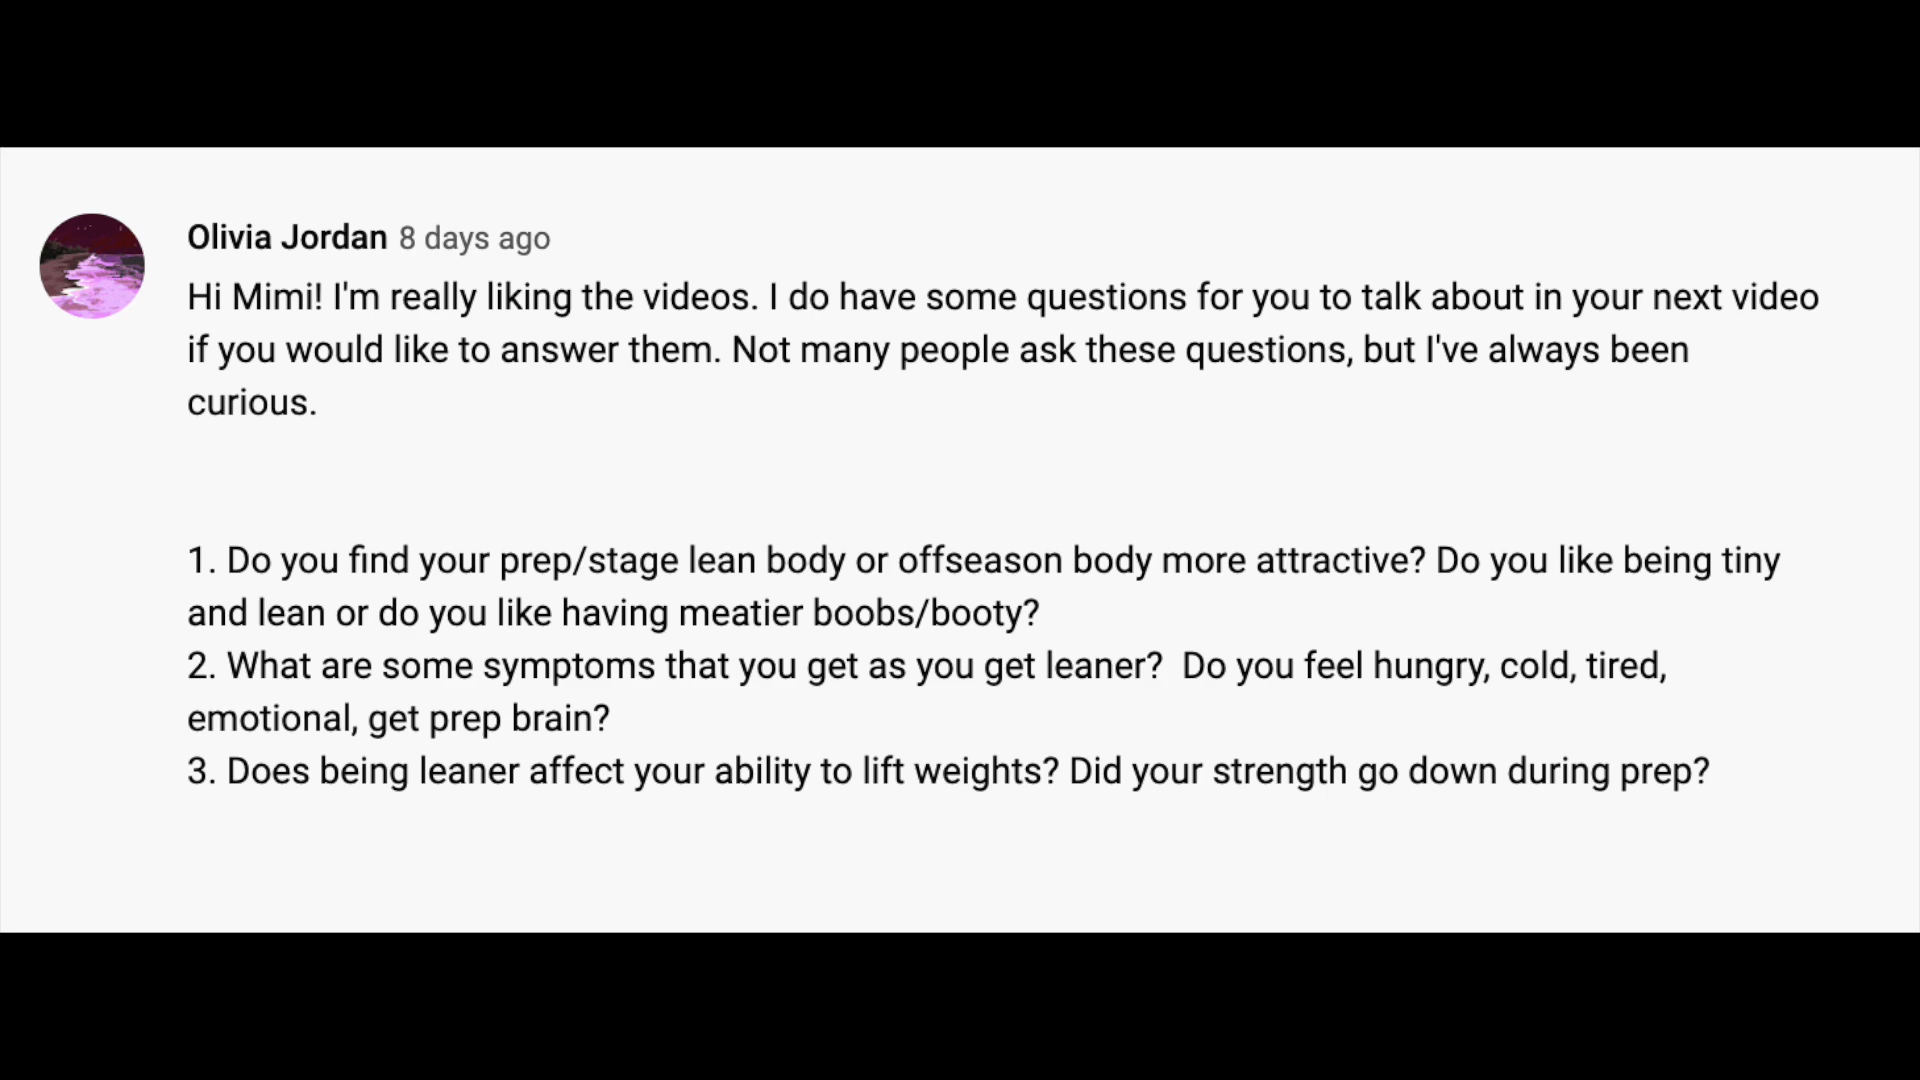 Olivia Jordan 8 days ago
Hi Mimi! I'm really liking the videos. I do have some questions for you to talk about in your next video
if you would like to answer them. Not many people ask these questions, but I've always been
curious.
1. Do you find your prep/stage lean body or offseason body more attractive? Do you like being tiny
and lean or do you like having meatier boobs/booty?
2. What are some symptoms that you get as you get leaner?  Do you feel hungry, cold, tired,
emotional, get prep brain?
3. Does being leaner affect your ability to lift weights? Did your strength go down during prep?